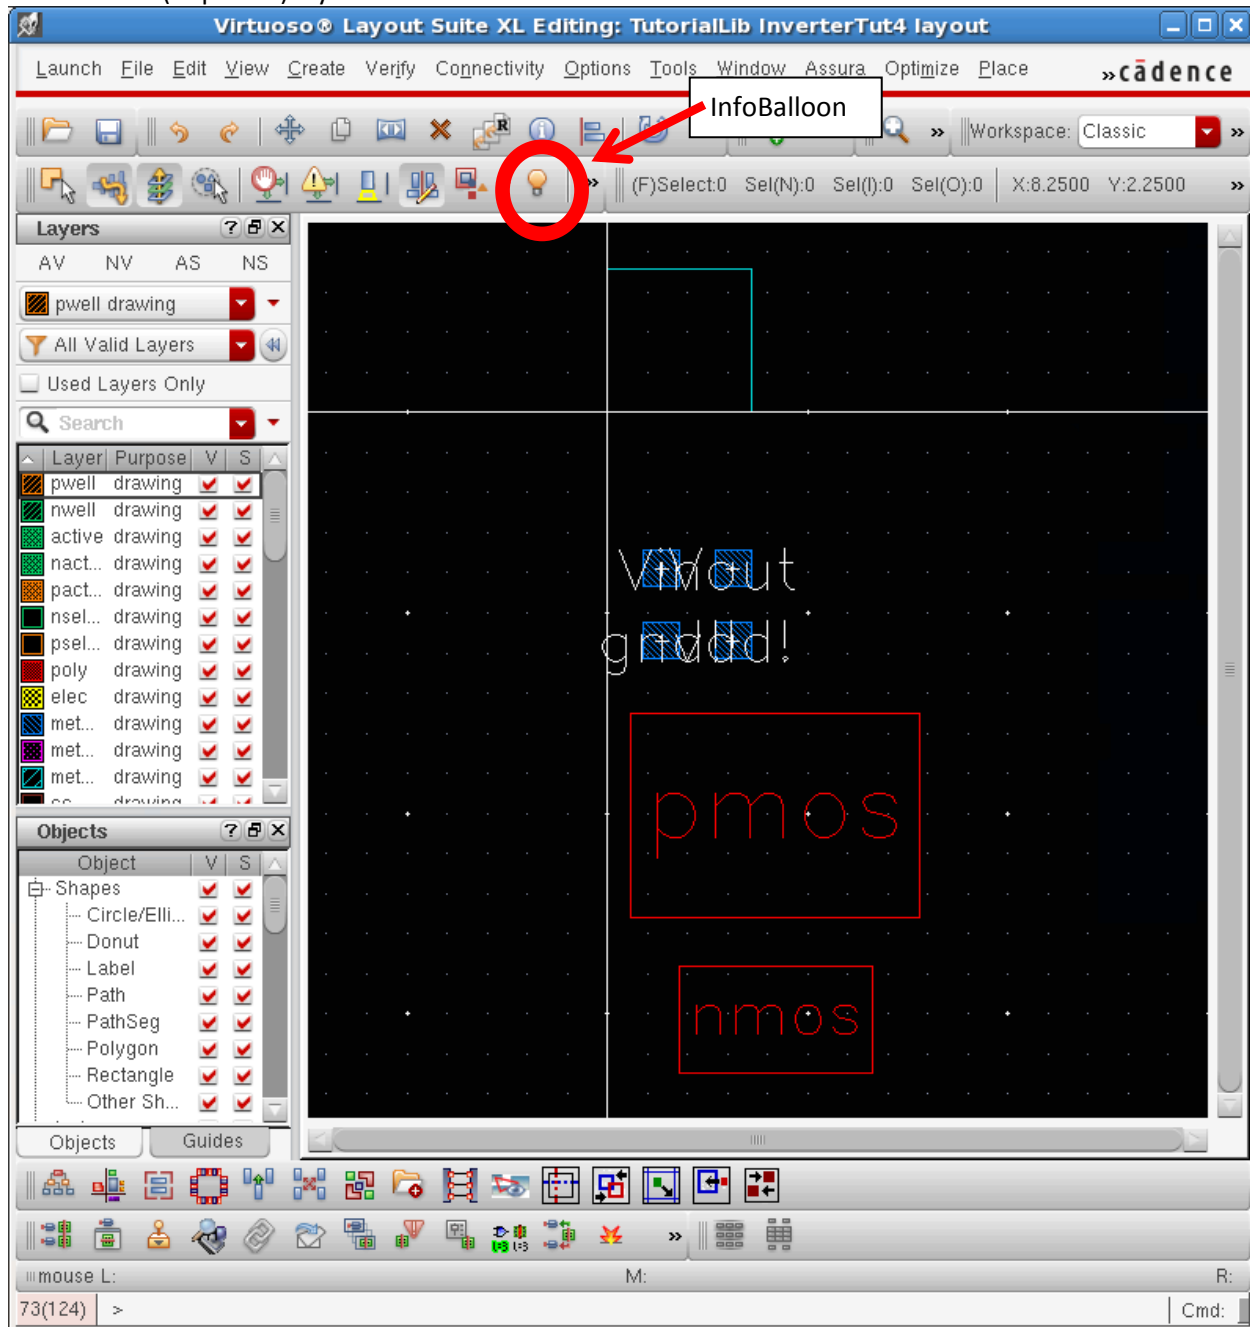 Virtuoso® Layout Suite XL Editing: TutorialLib InverterTut4 layout
Launch File Edit View Create Verify Connectivity Options Tools Window Assura Optimize Place » cādence
InfoBalloon
R » Workspace: Classic »
» (F)Select:0 Sel(N):0 Sel(I):0 Sel(O):0 X:8.2500 Y:2.2500 »
Layers
AV NV AS NS
pwell drawing
All Valid Layers
Used Layers Only
Search
Layer Purpose V S
pwell drawing
nwell drawing
active drawing
nact... drawing
pact... drawing
nsel... drawing
psel... drawing
poly drawing
elec drawing
met... drawing
met... drawing
met... drawing
drawing
Vin Vout
gnd! vdd!
pmos
nmos
Objects
Object V S
Shapes
Circle/Elli...
Donut
Label
Path
PathSeg
Polygon
Rectangle
Other Sh...
Objects Guides
»
mouse L: M: R:
73(124) > Cmd: